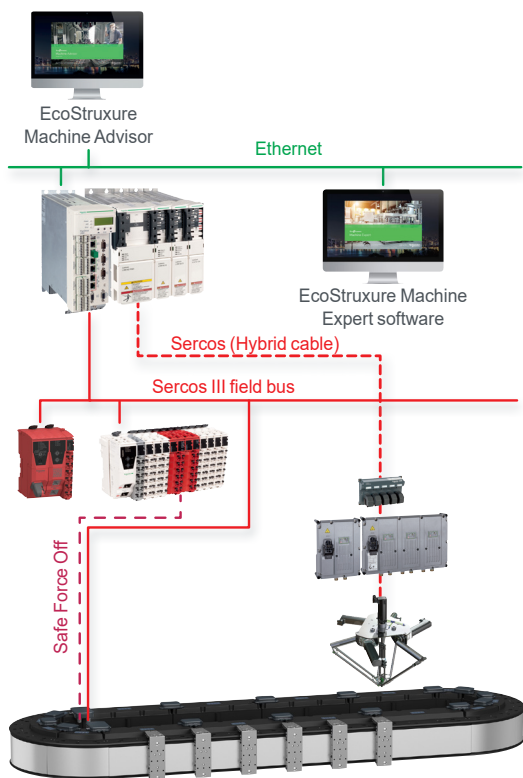 EcoStruxure
Machine Advisor
Ethernet
EcoStruxure Machine
Expert software
Sercos (Hybrid cable)
Sercos III field bus
Safe Force Off